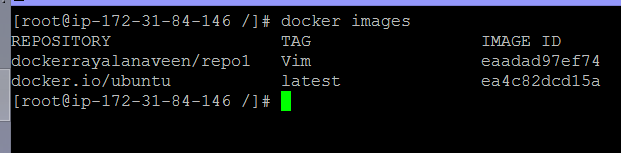 [root@ip-172-31-84-146 /]# docker images
REPOSITORY TAG IMAGE ID
dockerrayalanaveen/repo1 Vim eaadad97ef74
docker.io/ubuntu latest ea4c82dcd15a
[root@ip-172-31-84-146 /]#